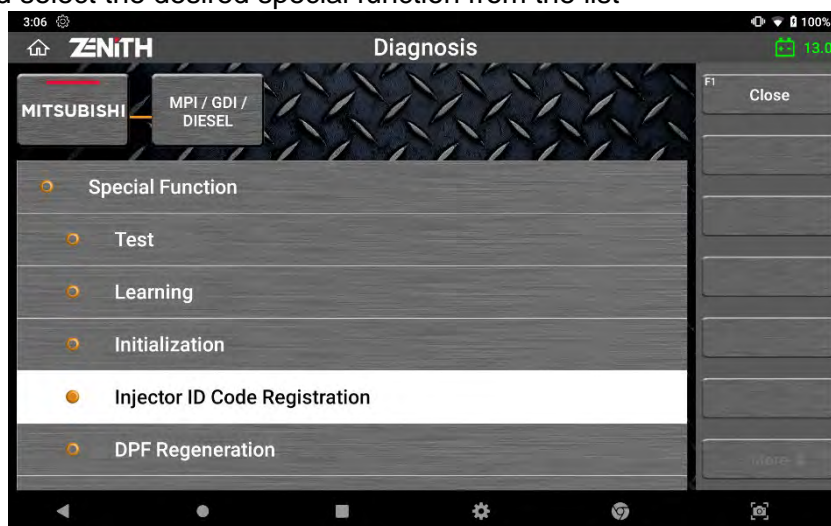 select the desired special function from the list
3:06 100%
ZENITH Diagnosis 13.0
MITSUBISHI
MPI / GDI /
DIESEL
F1 Close
Special Function
Test
Learning
Initialization
Injector ID Code Registration
DPF Regeneration
More